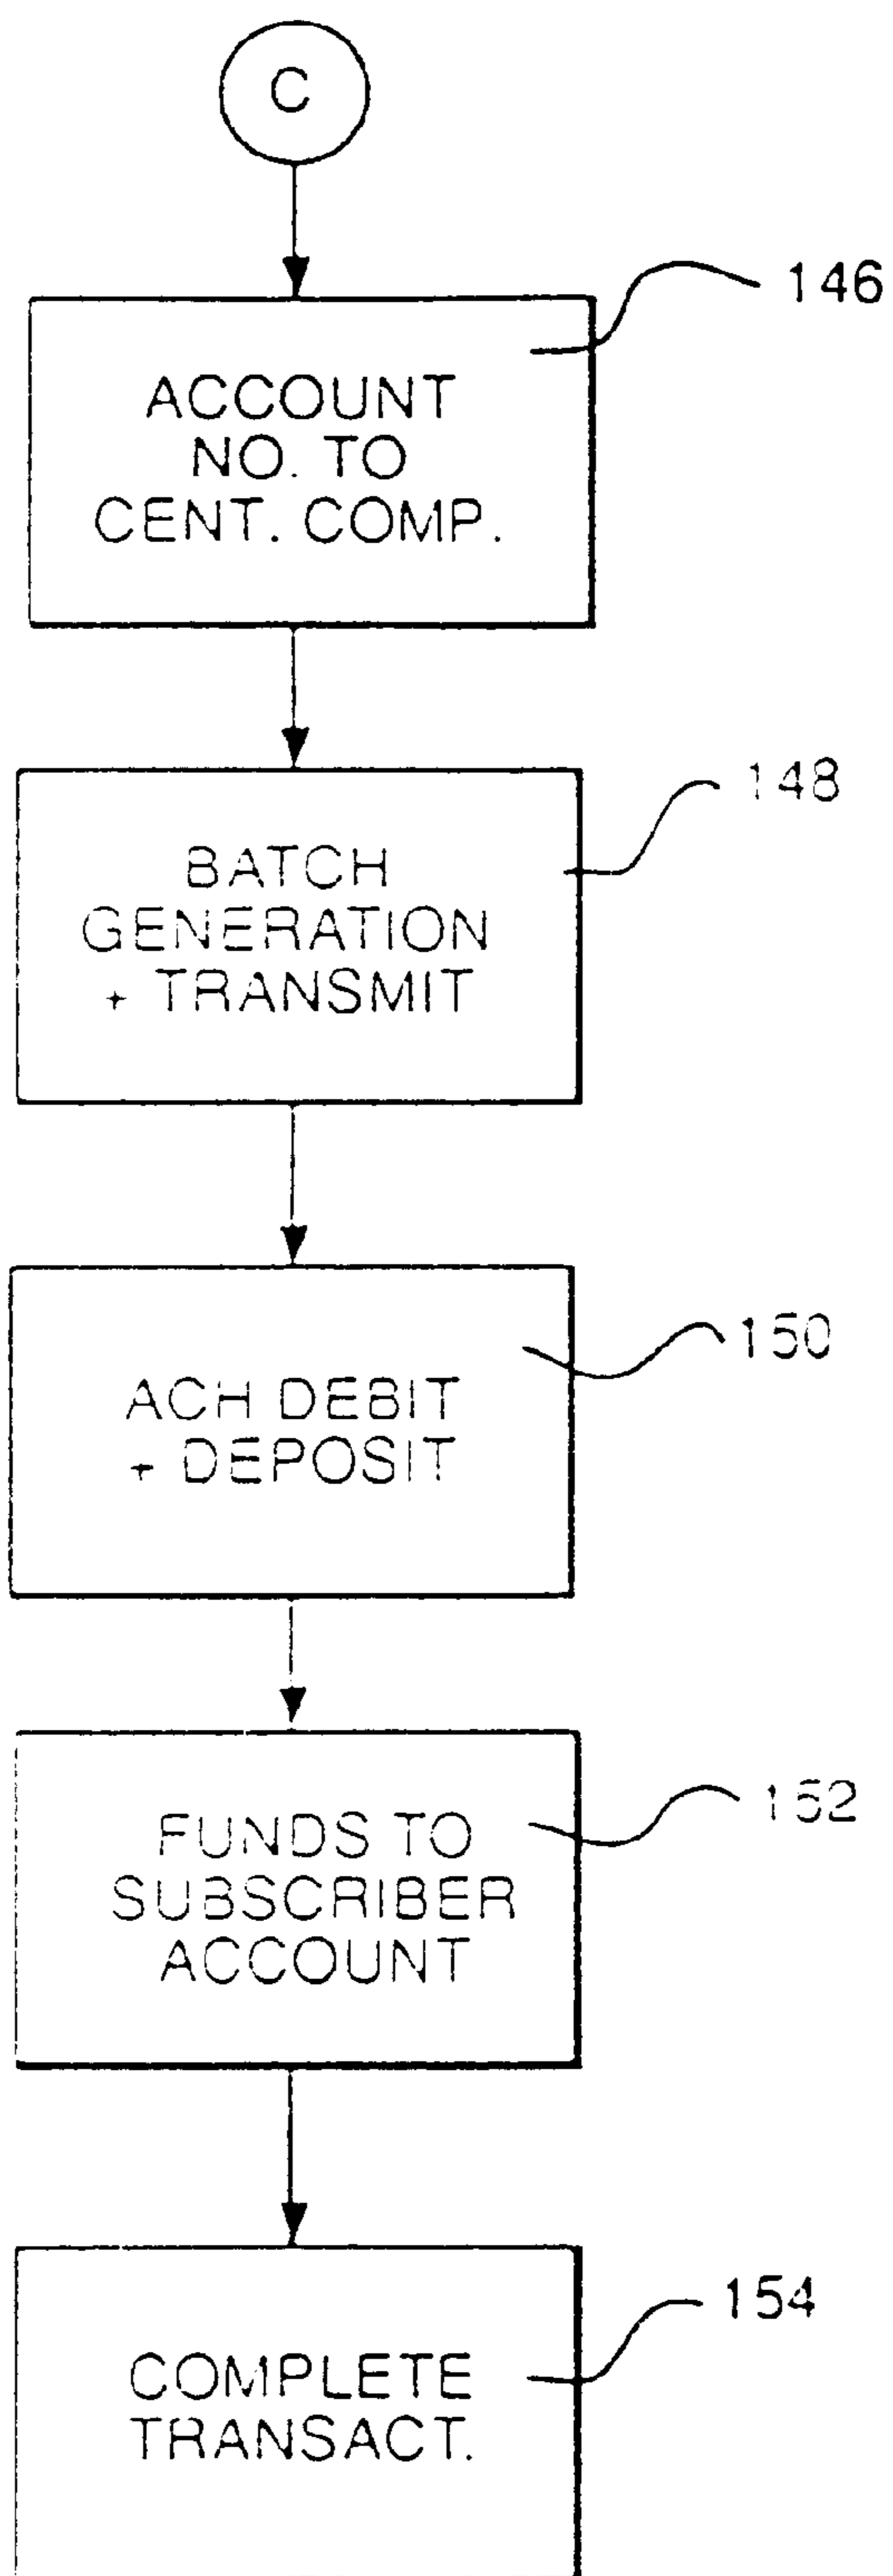 C
146
ACCOUNT
NO. TO
CENT. COMP.
148
BATCH
GENERATION
+ TRANSMIT
150
ACH DEBIT
+ DEPOSIT
152
FUNDS TO
SUBSCRIBER
ACCOUNT
154
COMPLETE
TRANSACT.